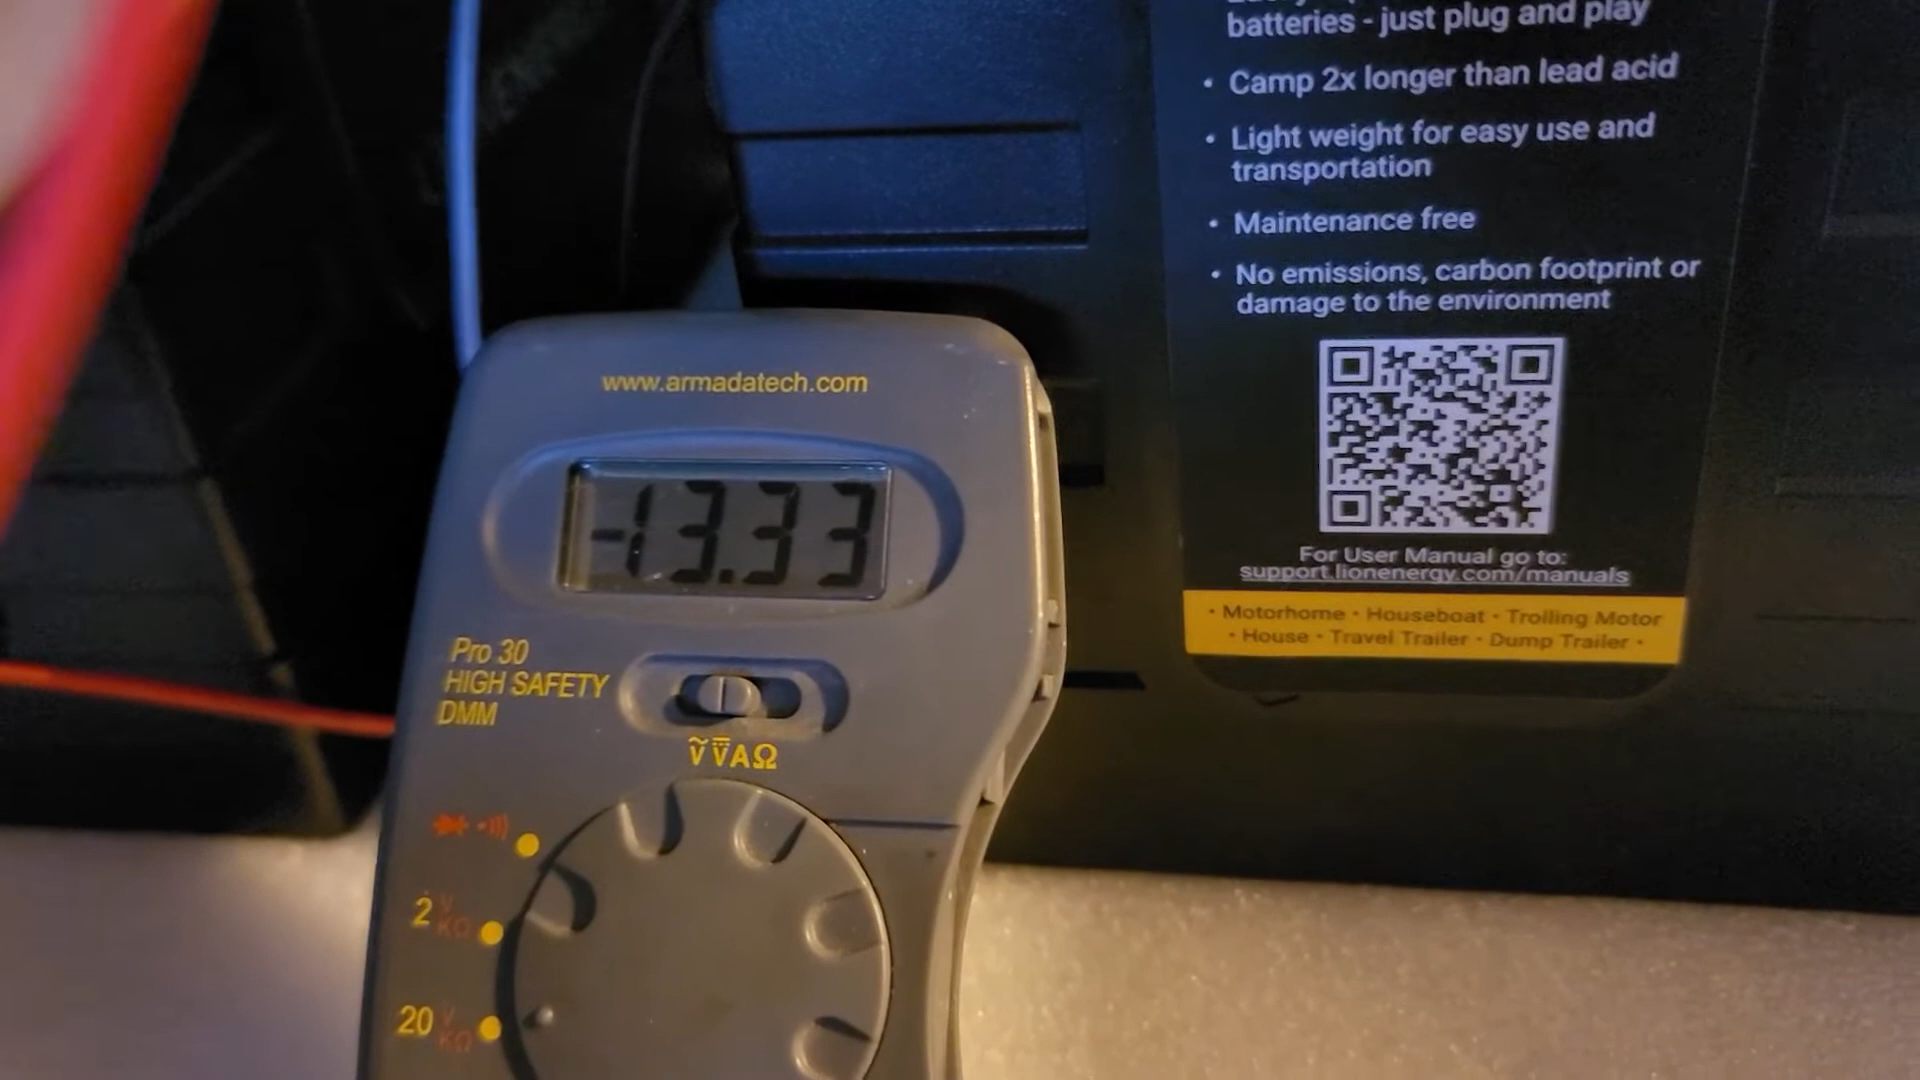 batteries - just plug and play
• Camp 2x longer than lead acid
• Light weight for easy use and
transportation
• Maintenance free
• No emissions, carbon footprint or
damage to the environment
For User Manual go to:
support.lionenergy.com/manuals
• Motorhome • Houseboat • Trolling Motor
• House • Travel Trailer • Dump Trailer •
www.armadatech.com
-13.33
Pro 30
HIGH SAFETY
DMM
V V A Ω
2 V
KΩ
20 V
KΩ